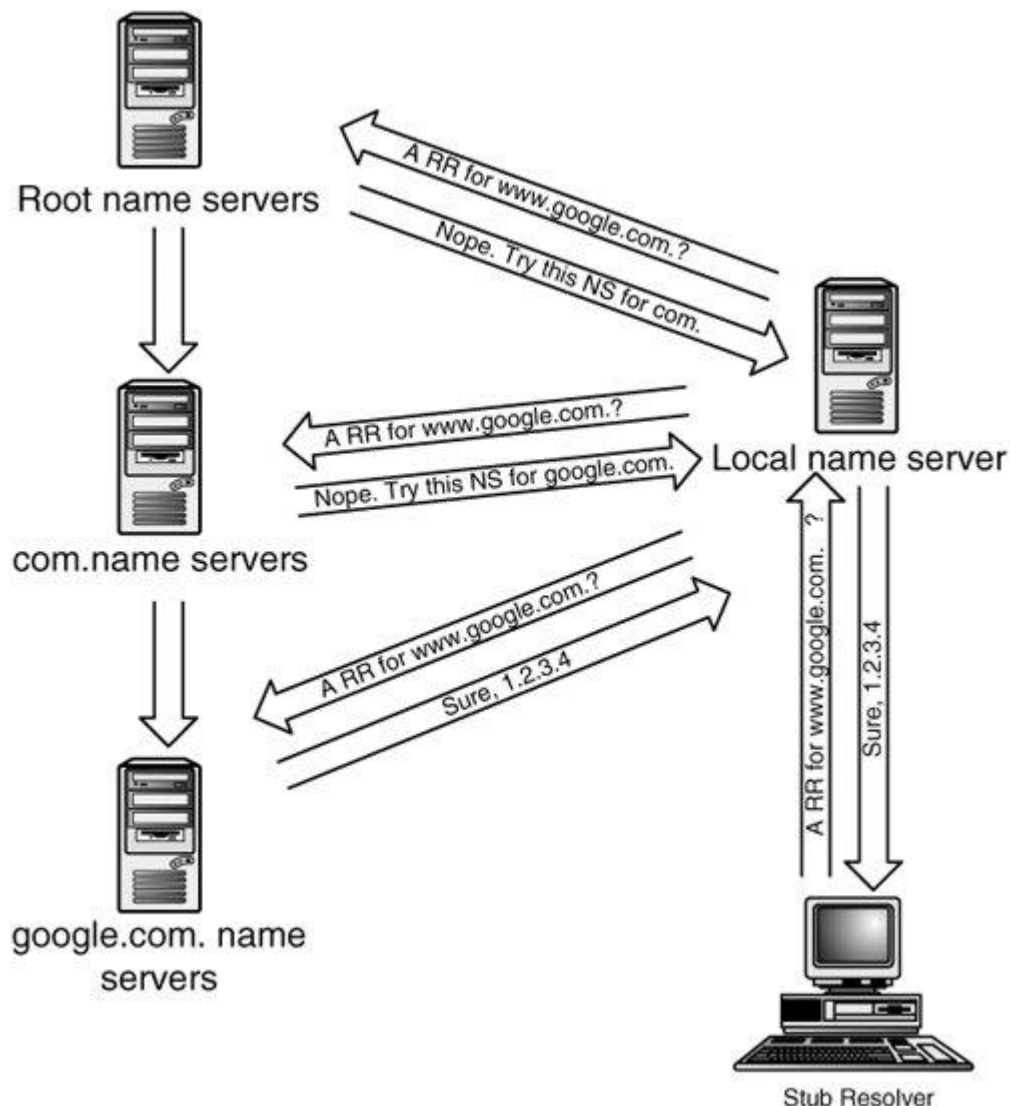 Root name servers
A RR for www.google.com.?
Nope. Try this NS for com.
Local name server
A RR for www.google.com.?
Nope. Try this NS for google.com.
com.name servers
A RR for www.google.com.?
Sure, 1.2.3.4
A RR for www.google.com. ?
Sure, 1.2.3.4
google.com. name
servers
Stub Resolver